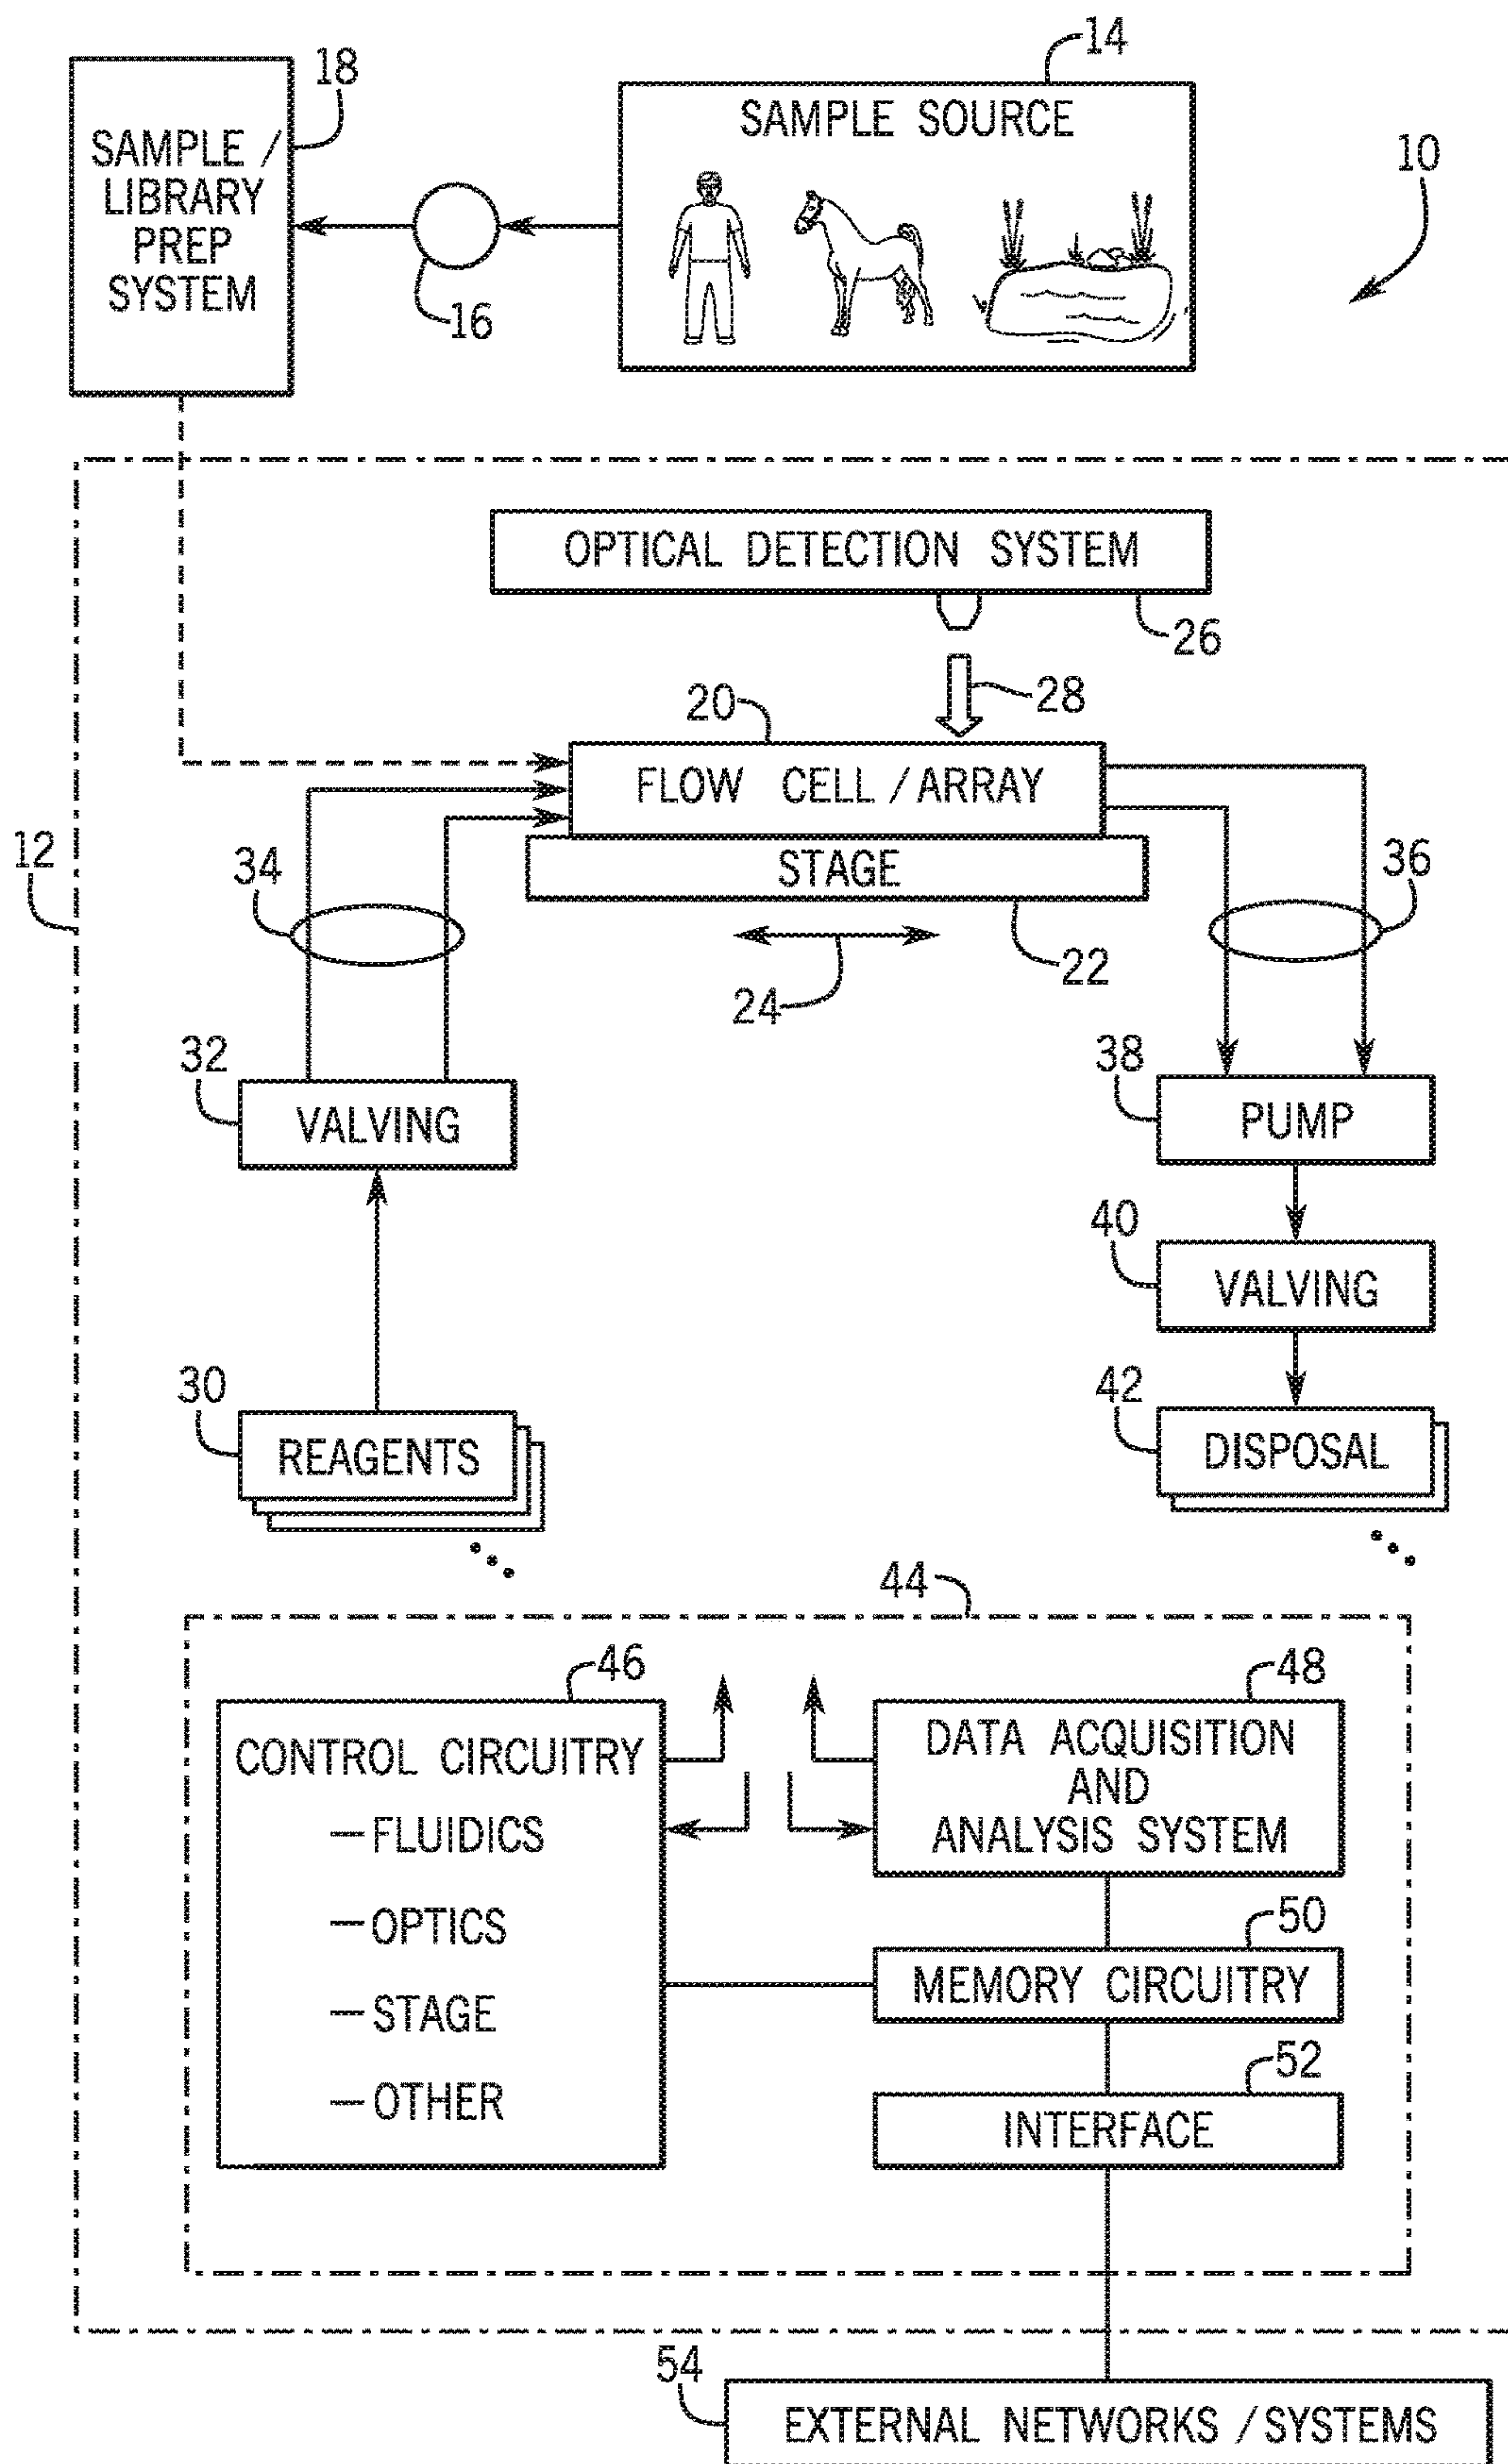 14
18
SAMPLE SOURCE
SAMPLE /
LIBRARY
PREP
SYSTEM
10
16
OPTICAL DETECTION SYSTEM
26
28
20
FLOW CELL / ARRAY
12
34
STAGE
36
22
24
32
38
VALVING
PUMP
40
VALVING
30
42
REAGENTS
DISPOSAL
44
46
48
CONTROL CIRCUITRY
— FLUIDICS
— OPTICS
— STAGE
— OTHER
DATA ACQUISITION
AND
ANALYSIS SYSTEM
50
MEMORY CIRCUITRY
52
INTERFACE
54
EXTERNAL NETWORKS / SYSTEMS